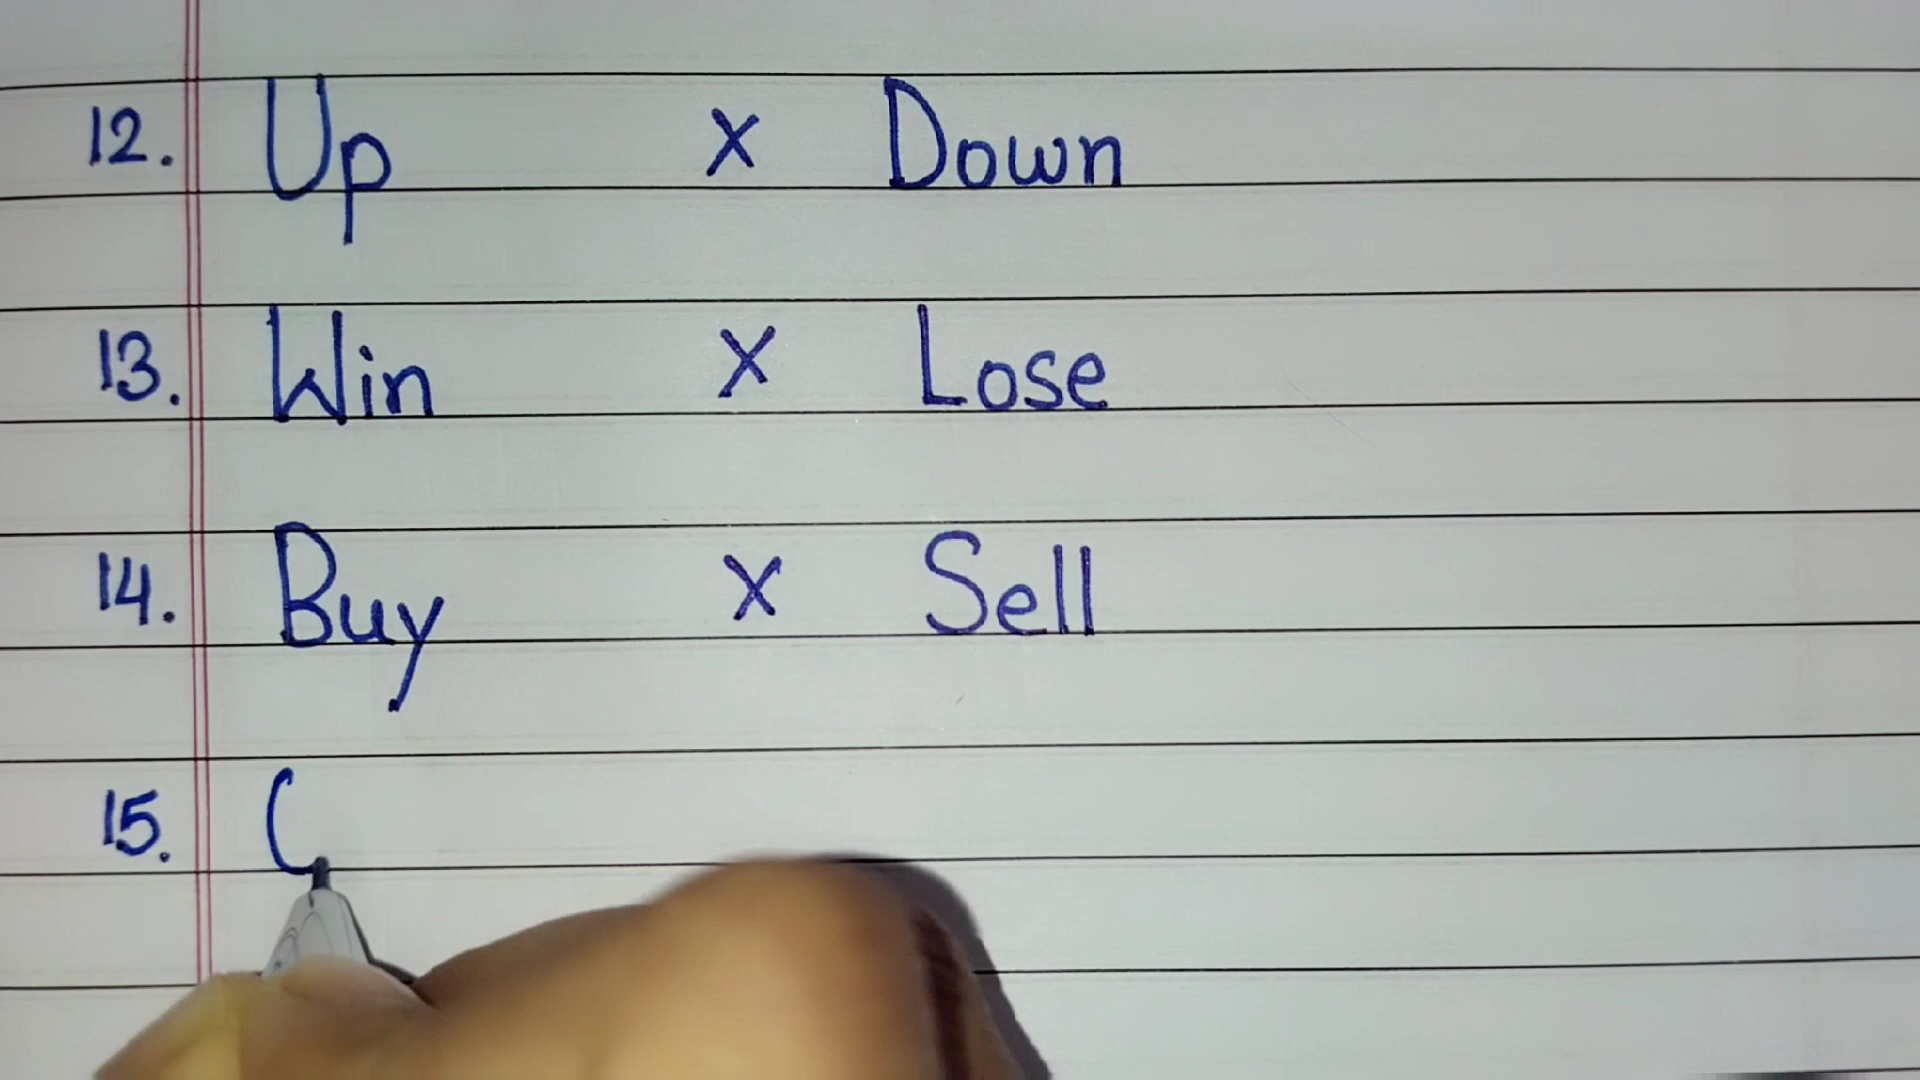 12. Up x Down
13. Win x Lose
14. Buy x Sell
15. C